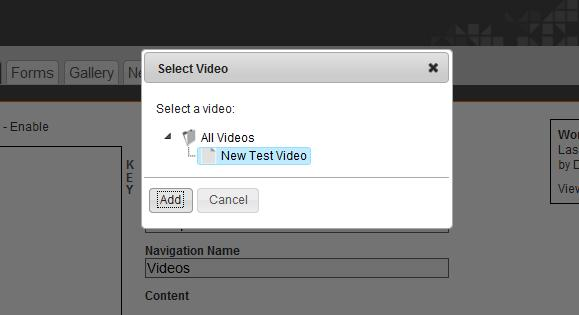 Forms Gallery
Select Video
Select a video:
All Videos
New Test Video
Add Cancel
- Enable
K
E
Y
Navigation Name
Videos
Content
Las
by D
View